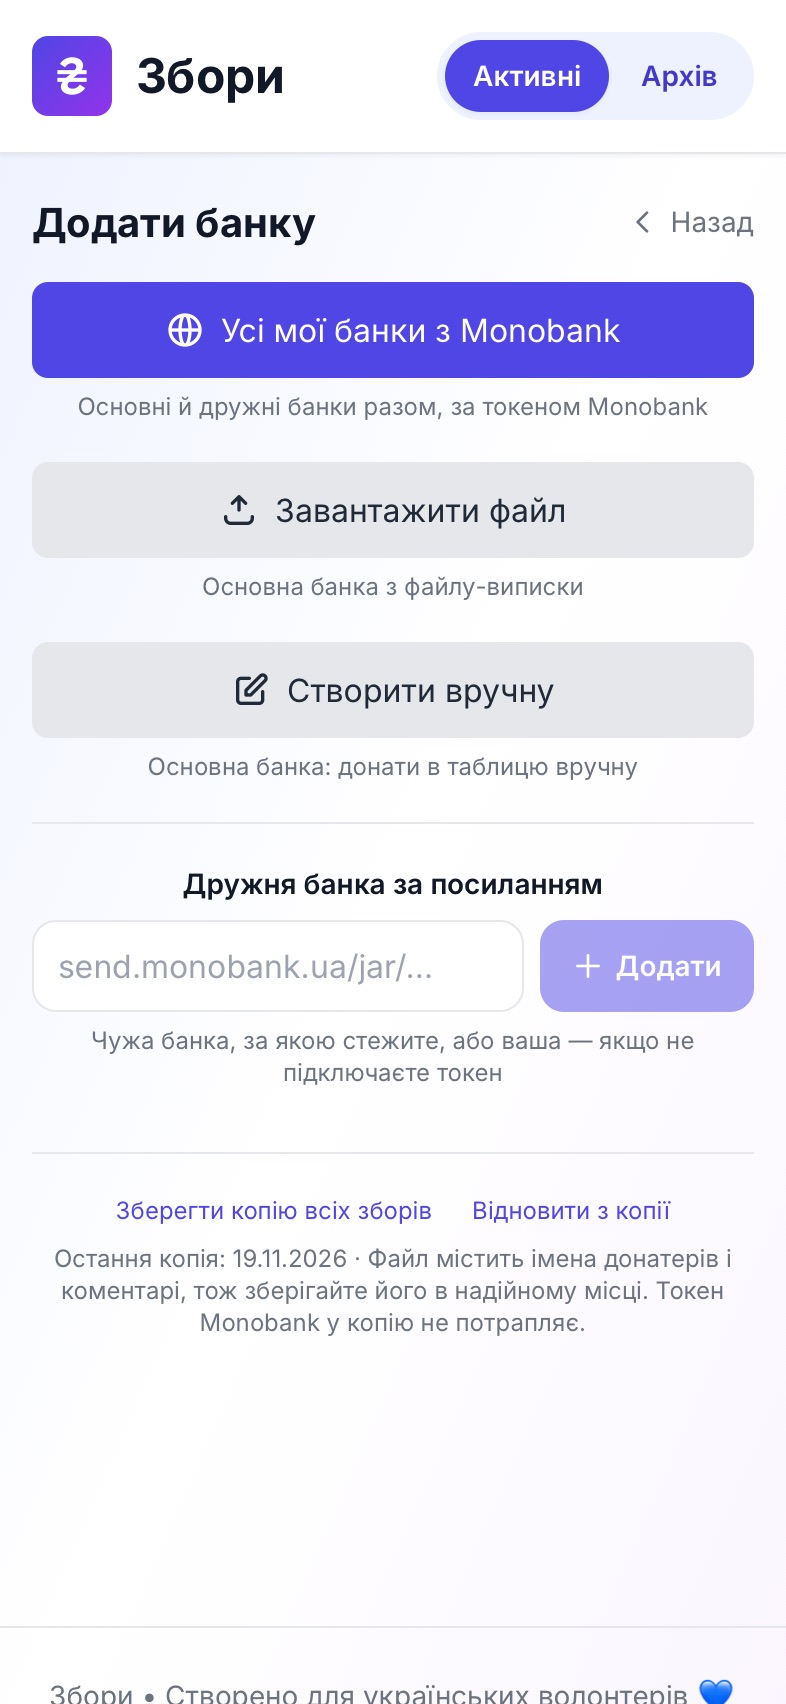 ₴ Збори Активні Архів
Додати банку Назад
Усі мої банки з Monobank
Основні й дружні банки разом, за токеном Monobank
Завантажити файл
Основна банка з файлу-виписки
Створити вручну
Основна банка: донати в таблицю вручну
Дружня банка за посиланням
send.monobank.ua/jar/... Додати
Чужа банка, за якою стежите, або ваша — якщо не
підключаєте токен
Зберегти копію всіх зборів Відновити з копії
Остання копія: 19.11.2026 · Файл містить імена донатерів і
коментарі, тож зберігайте його в надійному місці. Токен
Monobank у копію не потрапляє.
Збори • Створено для українських волонтерів 💙